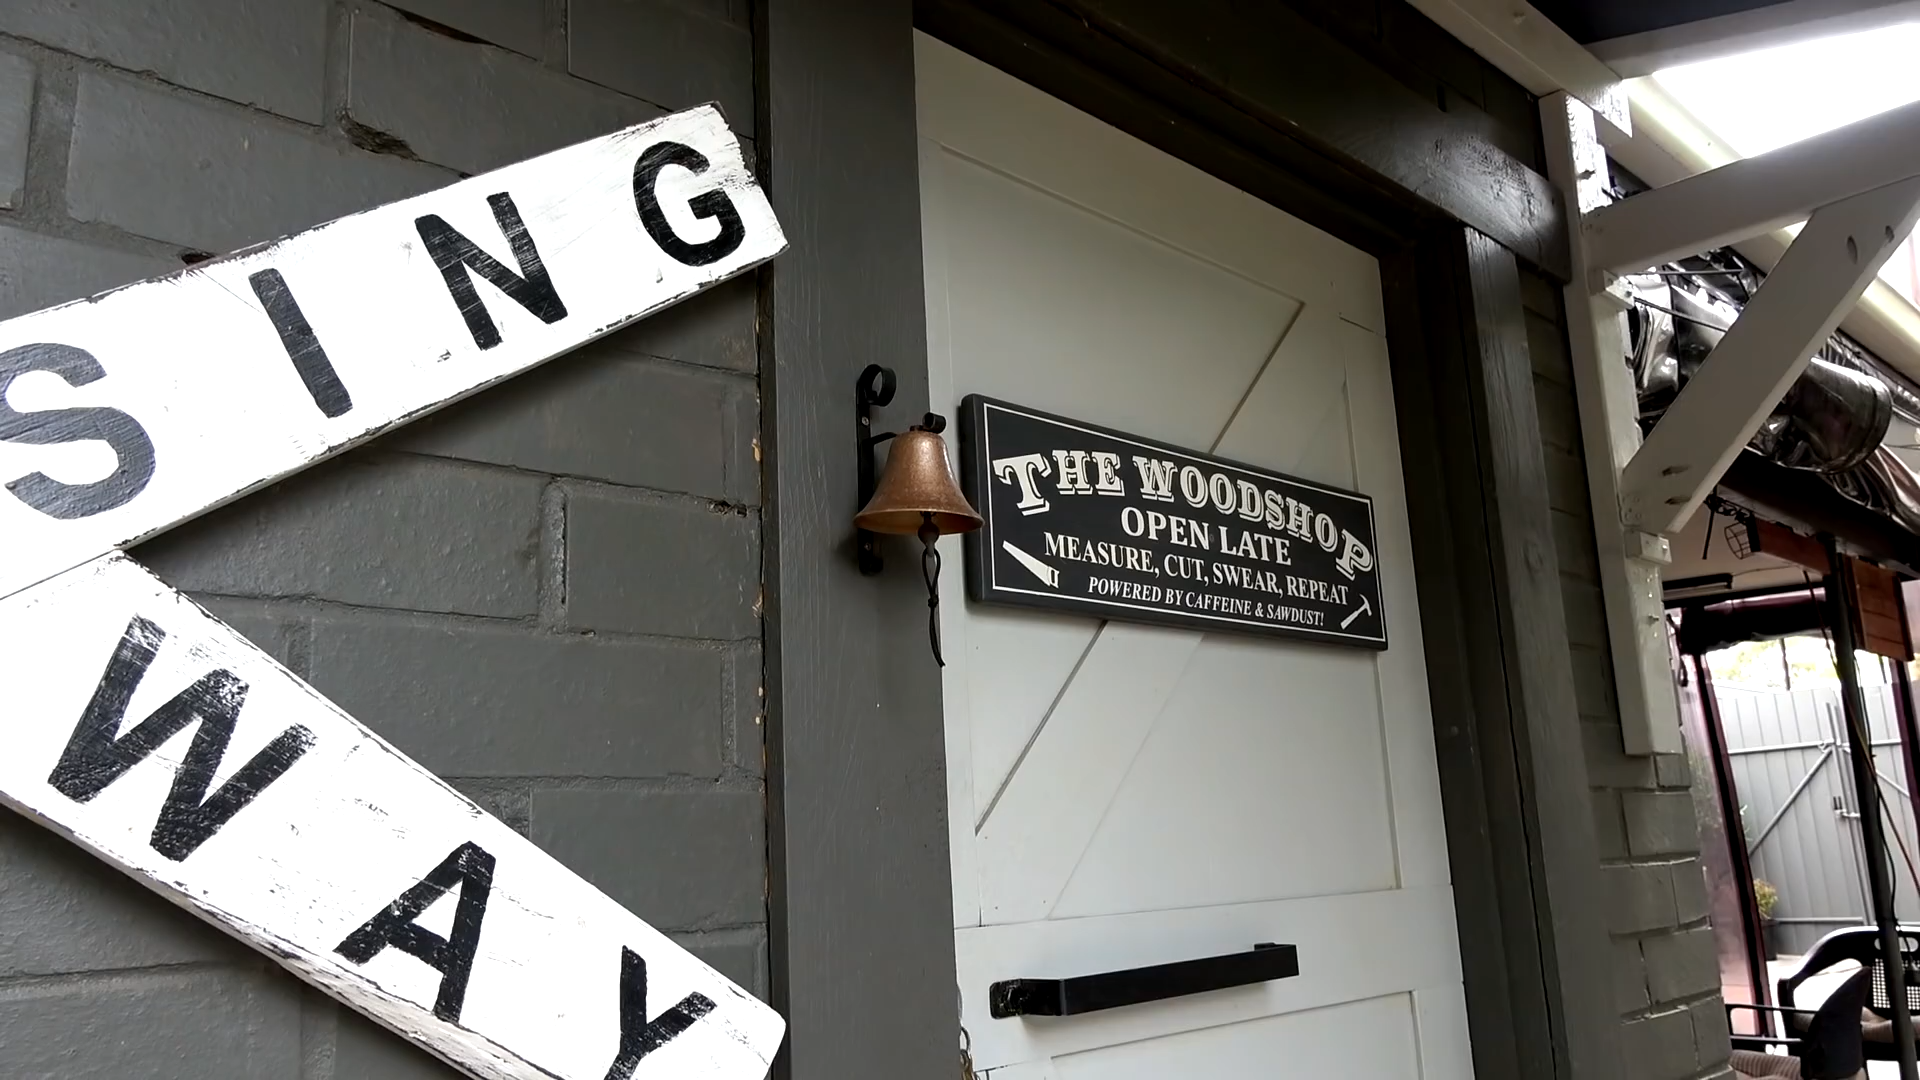 SING
WAY
THE WOODSHOP
OPEN LATE
MEASURE, CUT, SWEAR, REPEAT
POWERED BY CAFFEINE & SAWDUST!